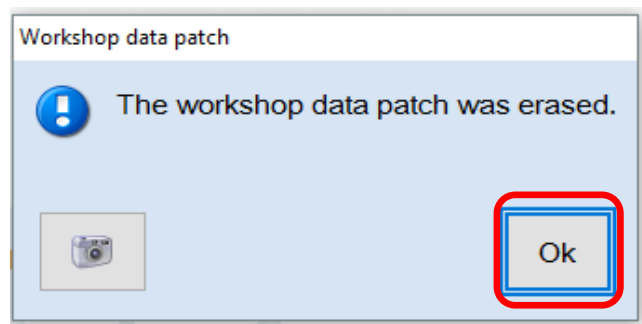 Workshop data patch
The workshop data patch was erased.
Ok